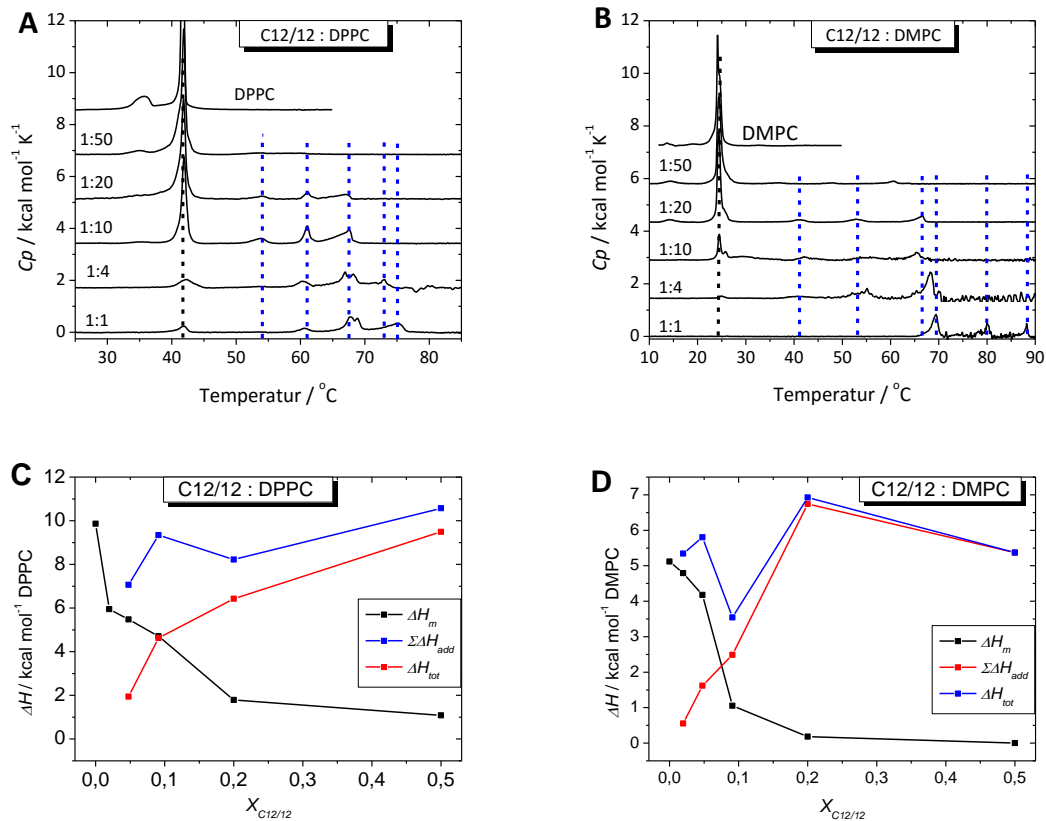 A
C12/12 : DPPC
12
10
8
6
4
2
0
Cp / kcal mol⁻¹ K⁻¹
DPPC
1:50
1:20
1:10
1:4
1:1
30 40 50 60 70 80
Temperatur / °C
B
C12/12 : DMPC
12
10
8
6
4
2
0
Cp / kcal mol⁻¹ K⁻¹
DMPC
1:50
1:20
1:10
1:4
1:1
10 20 30 40 50 60 70 80 90
Temperatur / °C
C
C12/12 : DPPC
12
10
8
6
4
2
0
ΔH / kcal mol⁻¹ DPPC
ΔHm
ΣΔHadd
ΔHtot
0,0 0,1 0,2 0,3 0,4 0,5
XC12/12
D
C12/12 : DMPC
7
6
5
4
3
2
1
0
ΔH / kcal mol⁻¹ DMPC
ΔHm
ΣΔHadd
ΔHtot
0,0 0,1 0,2 0,3 0,4 0,5
XC12/12